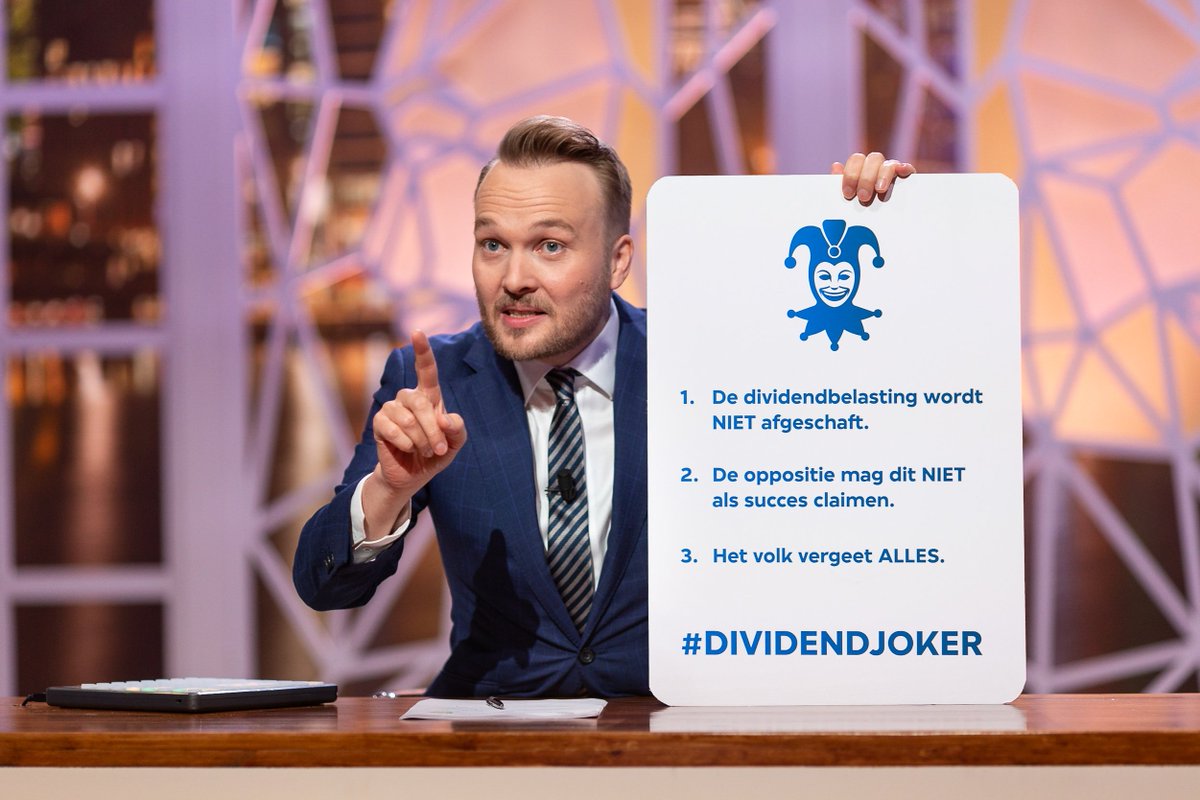 1. De dividendbelasting wordt
NIET afgeschaft.
2. De oppositie mag dit NIET
als succes claimen.
3. Het volk vergeet ALLES.
#DIVIDENDJOKER